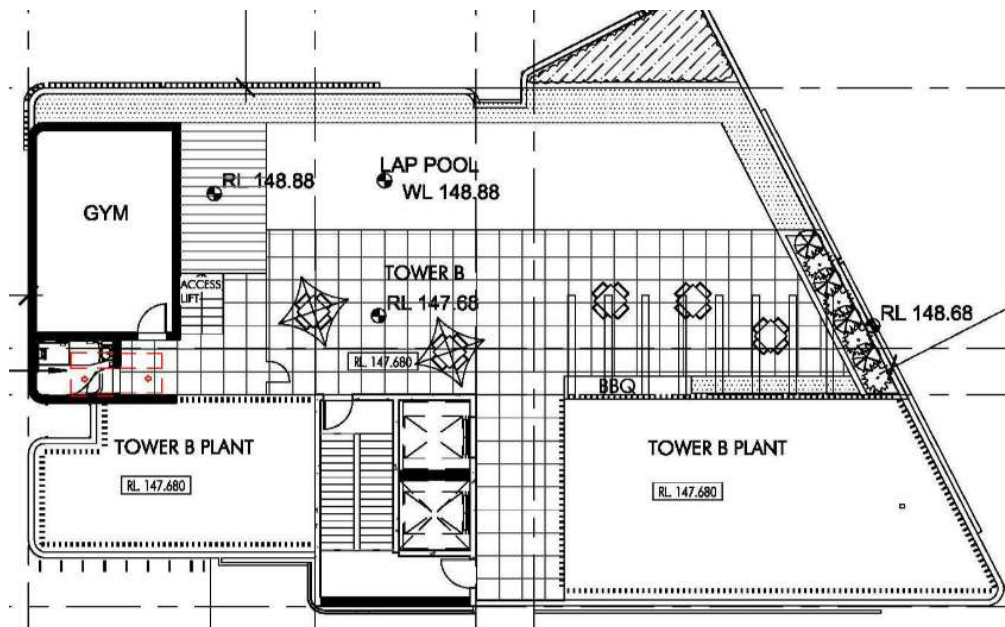 LAP POOL
WL 148.88
RL 148.88
GYM
ACCESS
LIFT
TOWER B
RL 147.68
RL 148.68
RL 147.680
BBQ
TOWER B PLANT
RL 147.680
TOWER B PLANT
RL 147.680